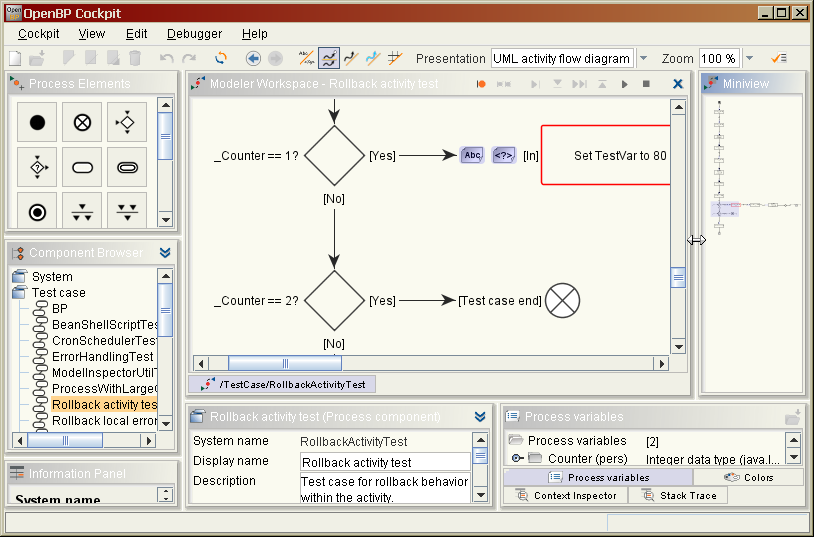 OpenBP Cockpit
Cockpit View Edit Debugger Help
Presentation UML activity flow diagram Zoom 100 %
Process Elements
Modeler Workspace - Rollback activity test
Miniview
_Counter == 1? [Yes] Abc <?> [In] Set TestVar to 80
[No]
_Counter == 2? [Yes] [Test case end]
[No]
/TestCase/RollbackActivityTest
Component Browser
System
Test case
BP
BeanShellScriptTes
CronSchedulerTest
ErrorHandlingTest
ModelInspectorUtilT
ProcessWithLargeC
Rollback activity tes
Rollback local error
Information Panel
System name
Rollback activity test (Process component)
System name RollbackActivityTest
Display name Rollback activity test
Description Test case for rollback behavior
within the activity.
Process variables
Process variables [2]
Counter (pers) Integer data type (java.l...
Process variables Colors
Context Inspector Stack Trace